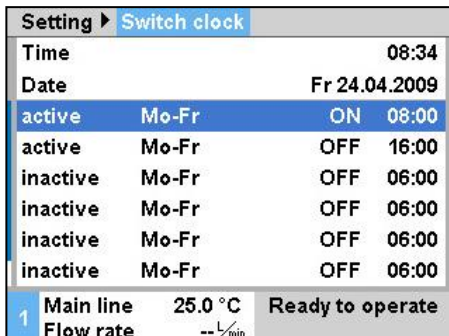 Setting ▶ Switch clock
Time 08:34
Date Fr 24.04.2009
active Mo-Fr ON 08:00
active Mo-Fr OFF 16:00
inactive Mo-Fr OFF 06:00
inactive Mo-Fr OFF 06:00
inactive Mo-Fr OFF 06:00
inactive Mo-Fr OFF 06:00
1 Main line 25.0 °C Ready to operate
Flow rate -- L/min